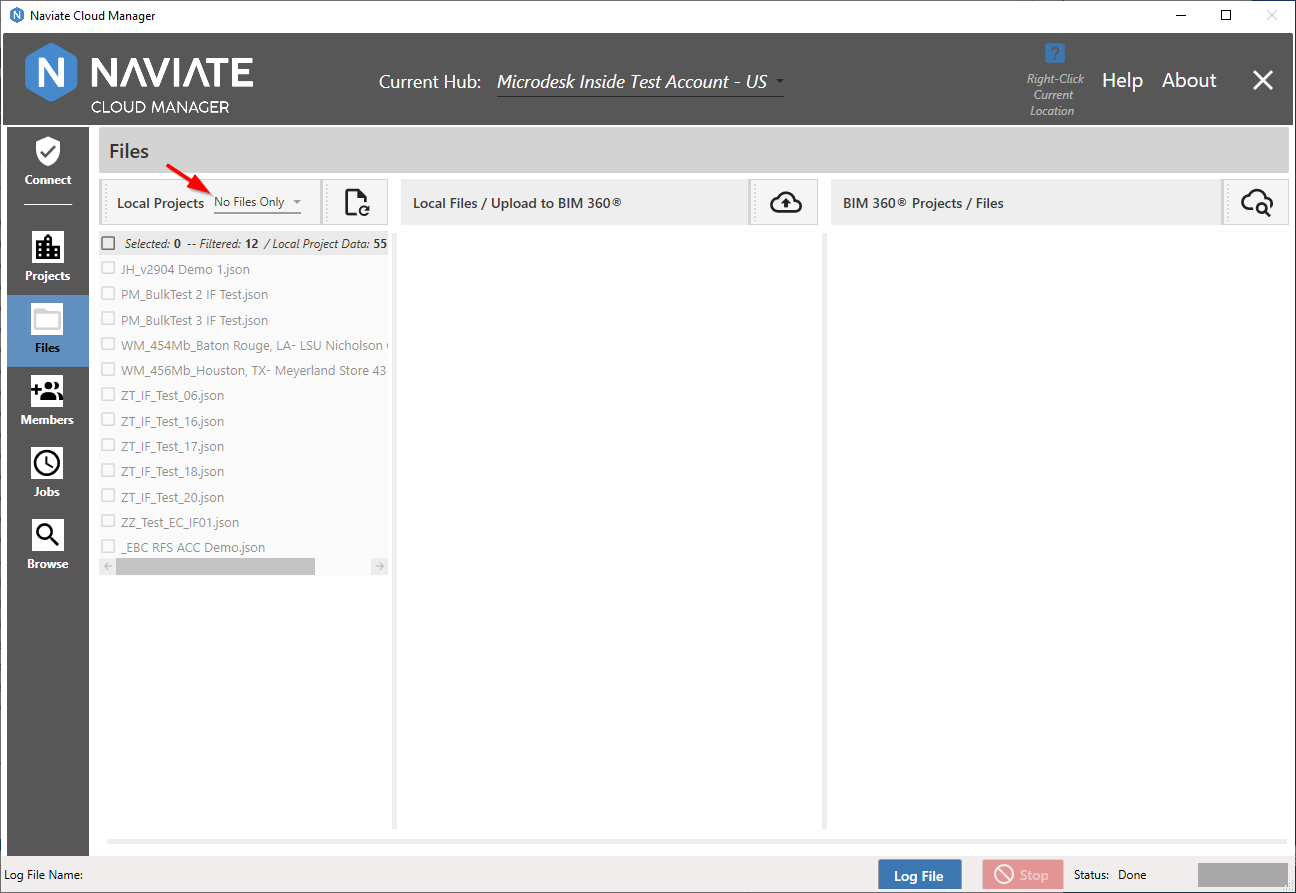 Naviate Cloud Manager
N NAVIATE
CLOUD MANAGER
Current Hub: Microdesk Inside Test Account - US
?
Right-Click
Current
Location
Help
About
Connect
Projects
Files
Members
Jobs
Browse
Files
Local Projects No Files Only
Local Files / Upload to BIM 360®
BIM 360® Projects / Files
Selected: 0 -- Filtered: 12 / Local Project Data: 55
JH_v2904 Demo 1.json
PM_BulkTest 2 IF Test.json
PM_BulkTest 3 IF Test.json
WM_454Mb_Baton Rouge, LA- LSU Nicholson
WM_456Mb_Houston, TX- Meyerland Store 43
ZT_IF_Test_06.json
ZT_IF_Test_16.json
ZT_IF_Test_17.json
ZT_IF_Test_18.json
ZT_IF_Test_20.json
ZZ_Test_EC_IF01.json
_EBC RFS ACC Demo.json
Log File Name:
Log File
Stop
Status: Done